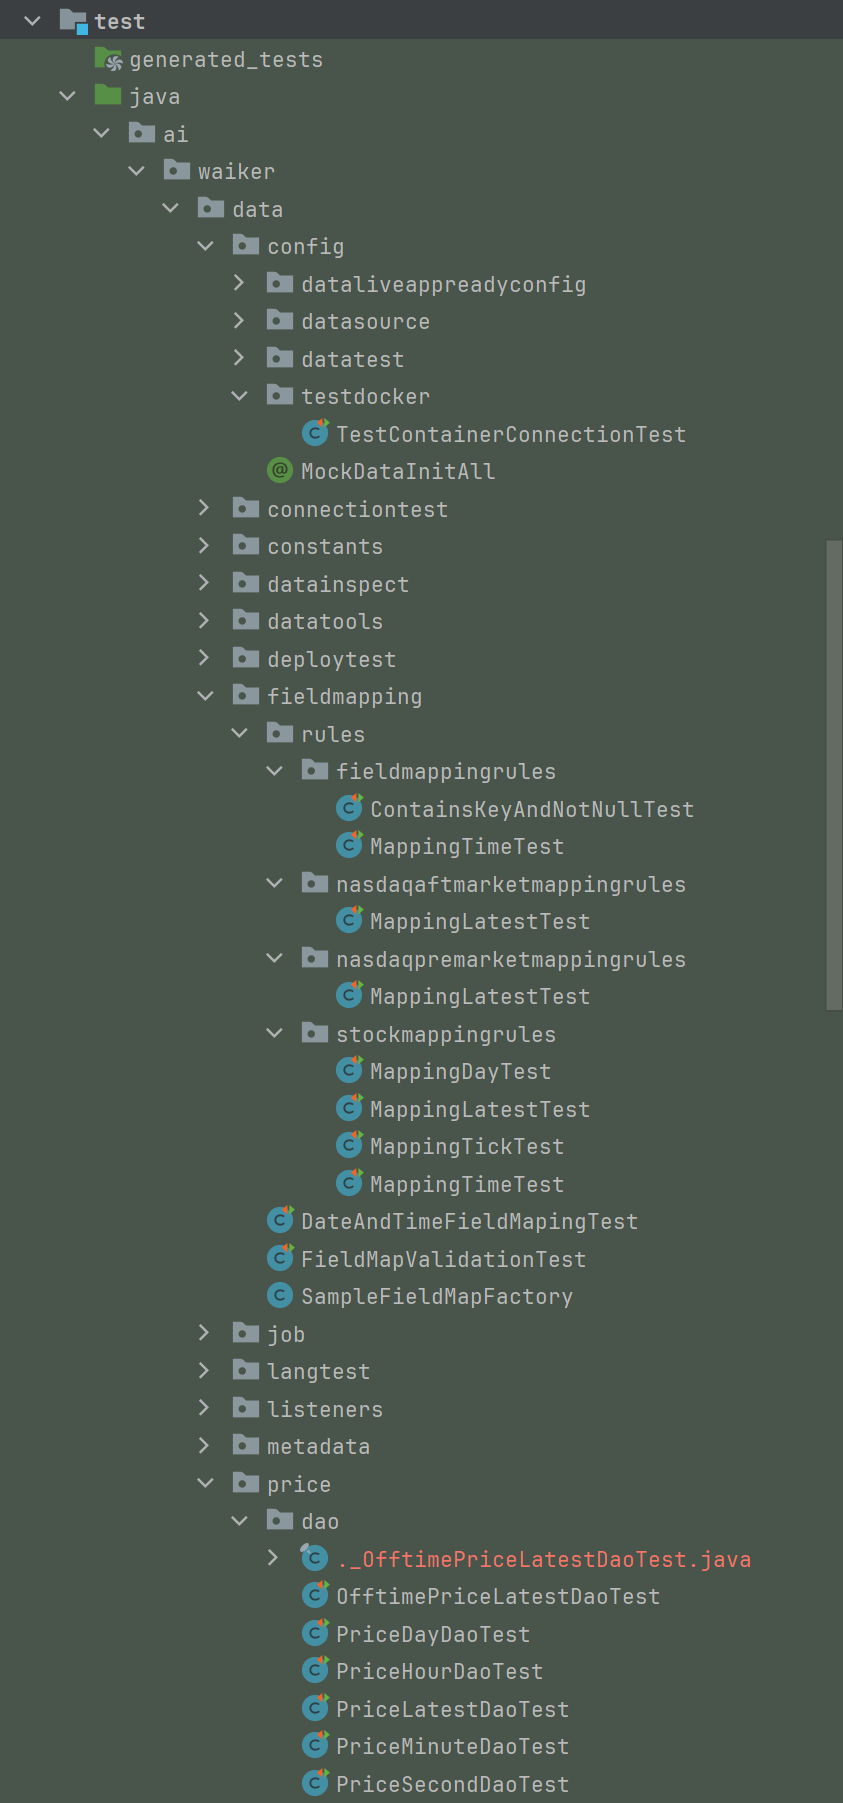 test
generated_tests
java
ai
waiker
data
config
dataliveappreadyconfig
datasource
datatest
testdocker
TestContainerConnectionTest
MockDataInitAll
connectiontest
constants
datainspect
datatools
deploytest
fieldmapping
rules
fieldmappingrules
ContainsKeyAndNotNullTest
MappingTimeTest
nasdaqaftmarketmappingrules
MappingLatestTest
nasdaqpremarketmappingrules
MappingLatestTest
stockmappingrules
MappingDayTest
MappingLatestTest
MappingTickTest
MappingTimeTest
DateAndTimeFieldMapingTest
FieldMapValidationTest
SampleFieldMapFactory
job
langtest
listeners
metadata
price
dao
._OfftimePriceLatestDaoTest.java
OfftimePriceLatestDaoTest
PriceDayDaoTest
PriceHourDaoTest
PriceLatestDaoTest
PriceMinuteDaoTest
PriceSecondDaoTest